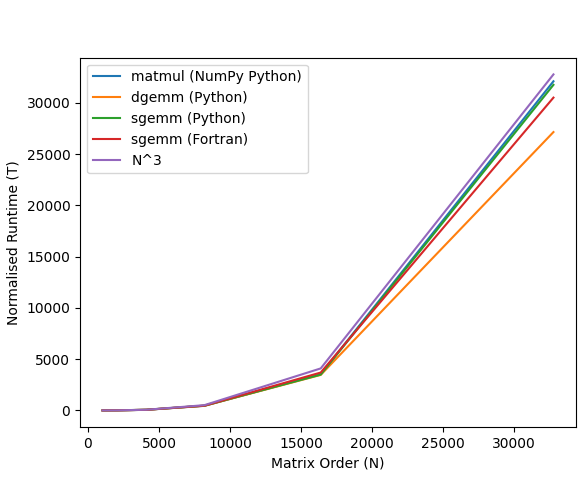 matmul (NumPy Python)
dgemm (Python)
sgemm (Python)
sgemm (Fortran)
N^3
Normalised Runtime (T)
30000
25000
20000
15000
10000
5000
0
0 5000 10000 15000 20000 25000 30000
Matrix Order (N)